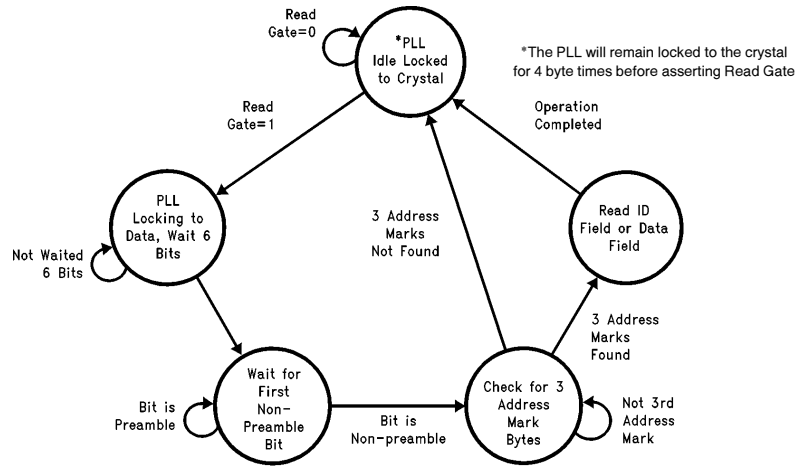 Read
Gate=0
*PLL
Idle Locked
to Crystal
*The PLL will remain locked to the crystal
for 4 byte times before asserting Read Gate
Read
Gate=1
Operation
Completed
PLL
Locking to
Data, Wait 6
Bits
Not Waited
6 Bits
3 Address
Marks
Not Found
Read ID
Field or Data
Field
3 Address
Marks
Found
Wait for
First
Non-
Preamble
Bit
Bit is
Preamble
Bit is
Non-preamble
Check for 3
Address
Mark
Bytes
Not 3rd
Address
Mark